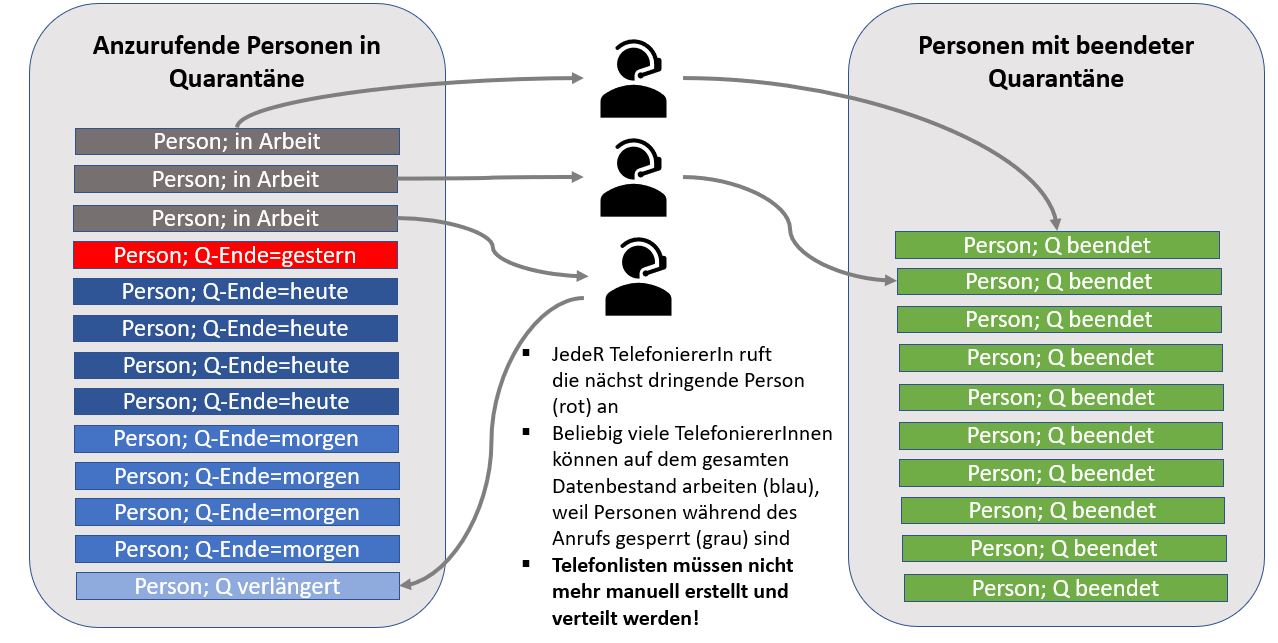 Anzurufende Personen in
Quarantäne
Person; in Arbeit
Person; in Arbeit
Person; in Arbeit
Person; Q-Ende=gestern
Person; Q-Ende=heute
Person; Q-Ende=heute
Person; Q-Ende=heute
Person; Q-Ende=heute
Person; Q-Ende=morgen
Person; Q-Ende=morgen
Person; Q-Ende=morgen
Person; Q-Ende=morgen
Person; Q verlängert
▪ JedeR TelefoniererIn ruft
die nächst dringende Person
(rot) an
▪ Beliebig viele TelefoniererInnen
können auf dem gesamten
Datenbestand arbeiten (blau),
weil Personen während des
Anrufs gesperrt (grau) sind
▪ Telefonlisten müssen nicht
mehr manuell erstellt und
verteilt werden!
Personen mit beendeter
Quarantäne
Person; Q beendet
Person; Q beendet
Person; Q beendet
Person; Q beendet
Person; Q beendet
Person; Q beendet
Person; Q beendet
Person; Q beendet
Person; Q beendet
Person; Q beendet